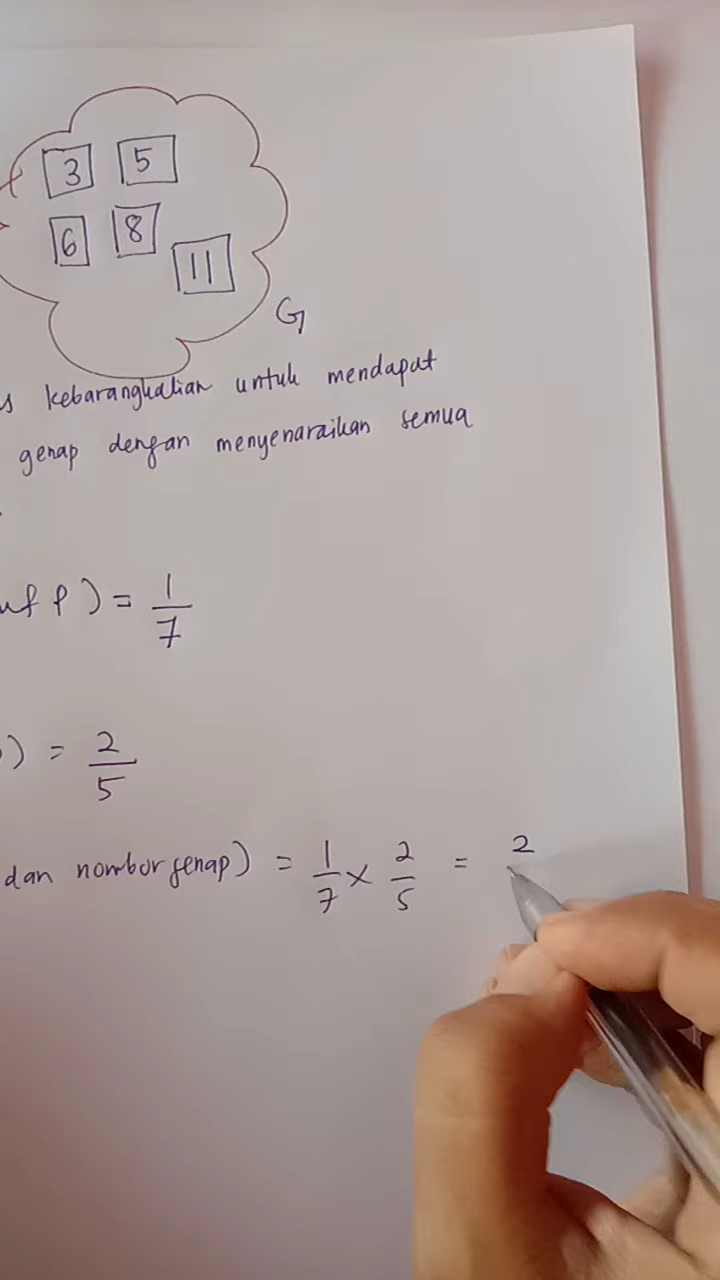 3 5
6 8
11
G
kebarangkalian untuk mendapat
genap dengan menyenaraikan semua
uf P) = 1/7
) = 2/5
dan nombor genap) = 1/7 × 2/5 = 2